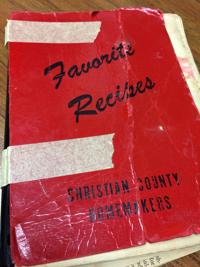 Favorite
Recipes
CHRISTIAN COUNTY
HOMEMAKERS